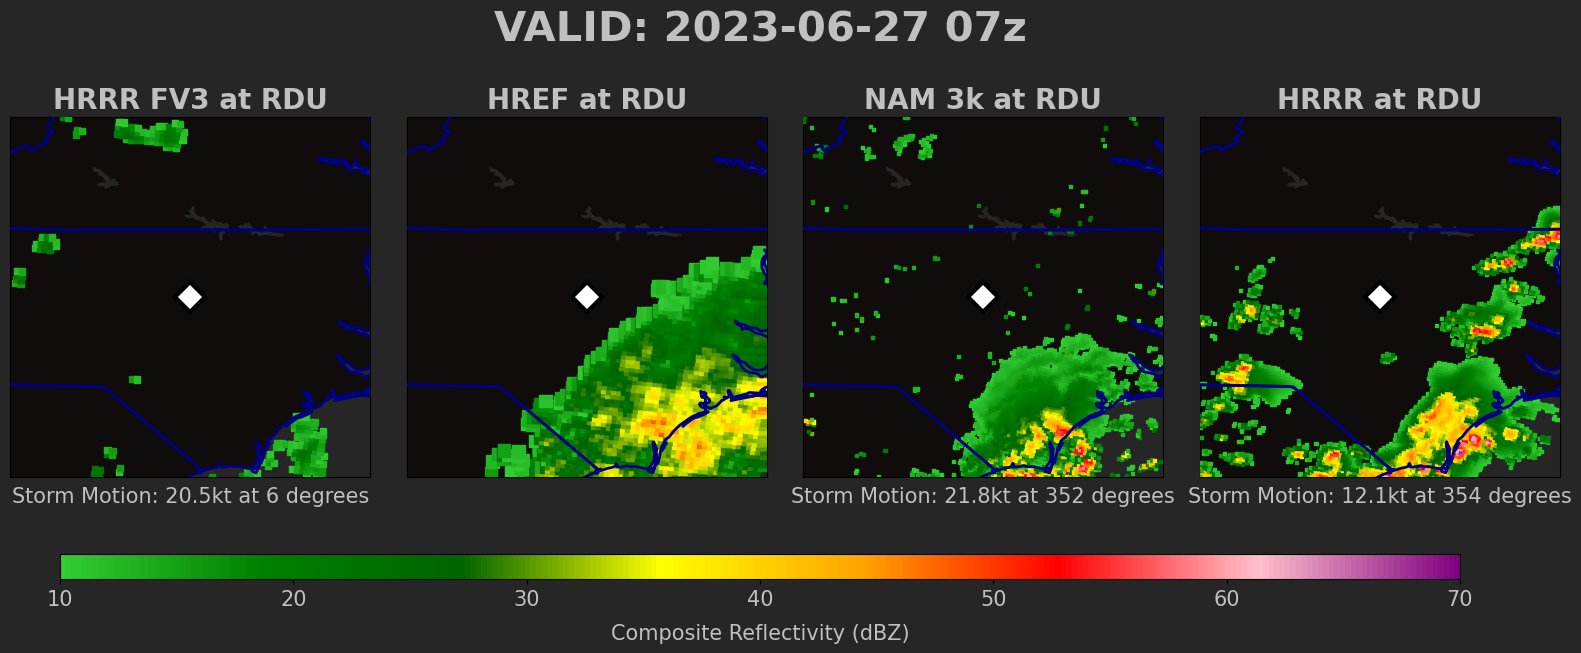 VALID: 2023-06-27 07z
HRRR FV3 at RDU
HREF at RDU
NAM 3k at RDU
HRRR at RDU
Storm Motion: 20.5kt at 6 degrees
Storm Motion: 21.8kt at 352 degrees
Storm Motion: 12.1kt at 354 degrees
10 20 30 40 50 60 70
Composite Reflectivity (dBZ)